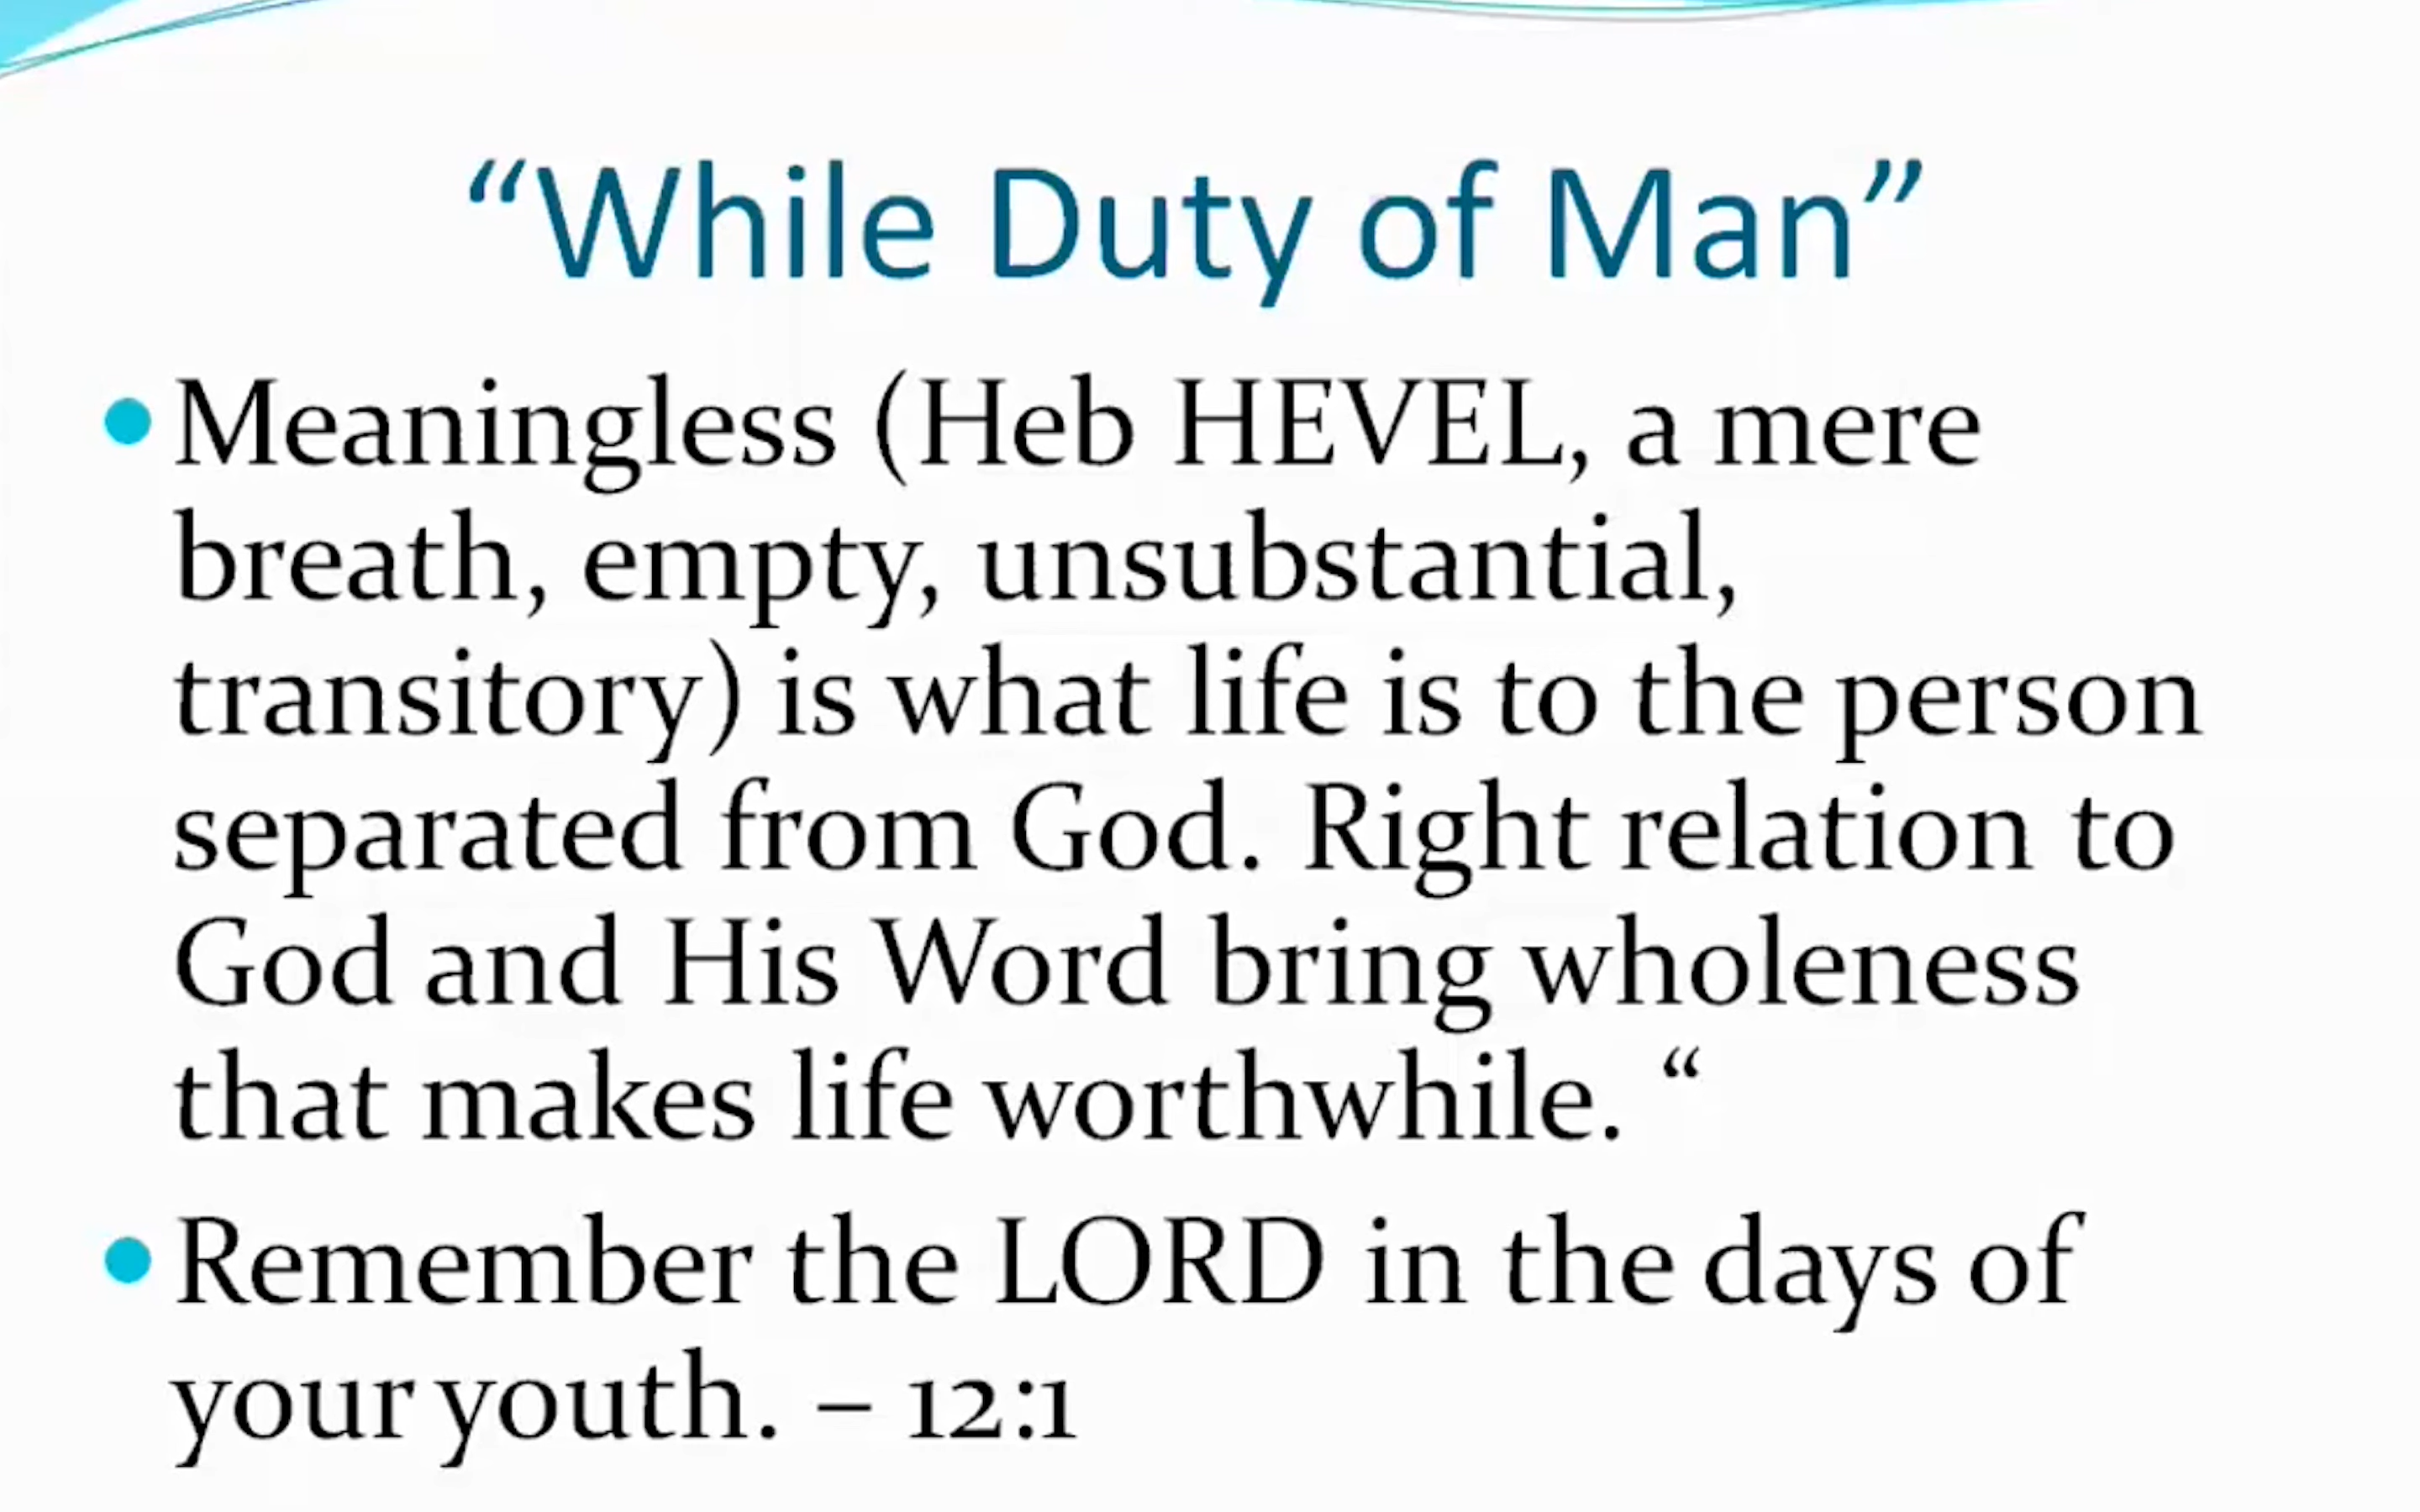 “While Duty of Man”
Meaningless (Heb HEVEL, a mere
breath, empty, unsubstantial,
transitory) is what life is to the person
separated from God. Right relation to
God and His Word bring wholeness
that makes life worthwhile. “
Remember the LORD in the days of
your youth. – 12:1